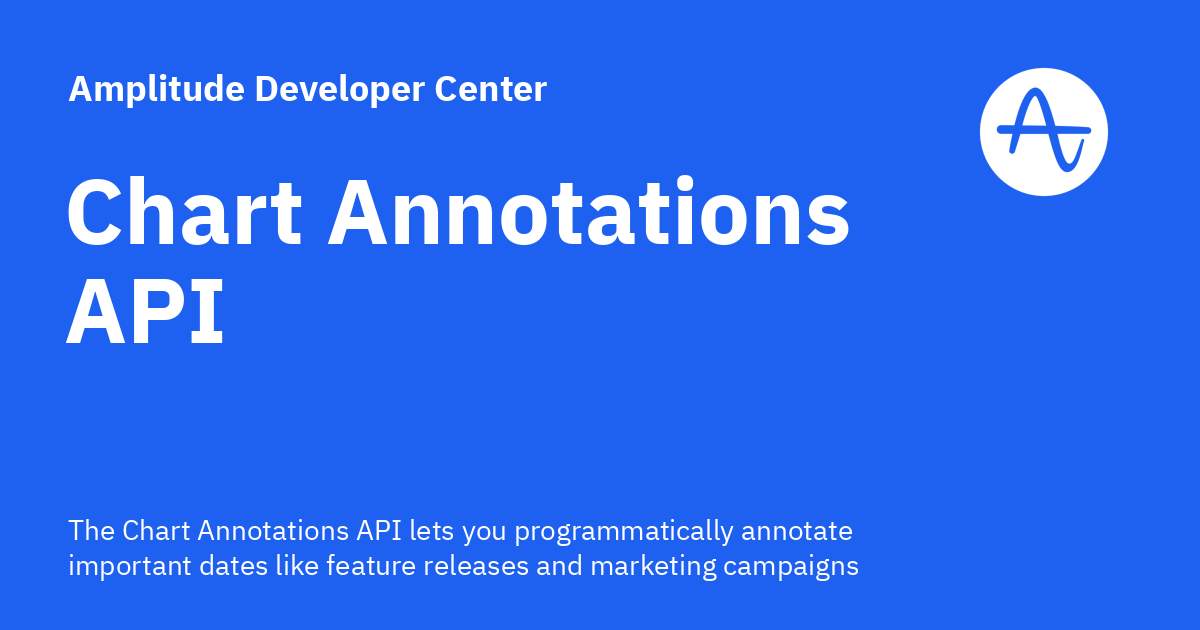 Amplitude Developer Center
Chart Annotations
API
The Chart Annotations API lets you programmatically annotate
important dates like feature releases and marketing campaigns